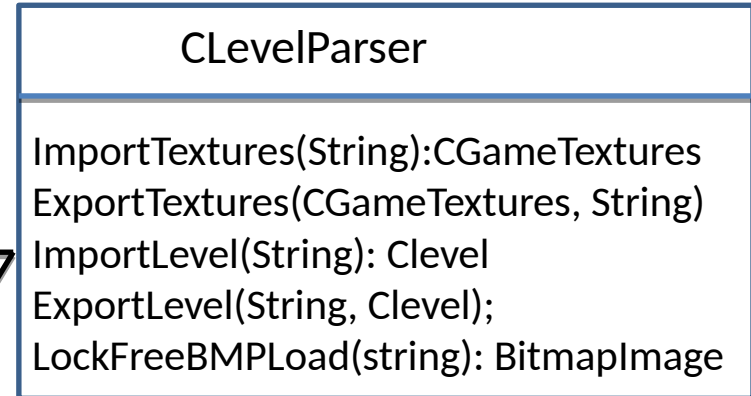 CLevelParser
ImportTextures(String):CGameTextures
ExportTextures(CGameTextures, String)
ImportLevel(String): Clevel
ExportLevel(String, Clevel);
LockFreeBMPLoad(string): BitmapImage